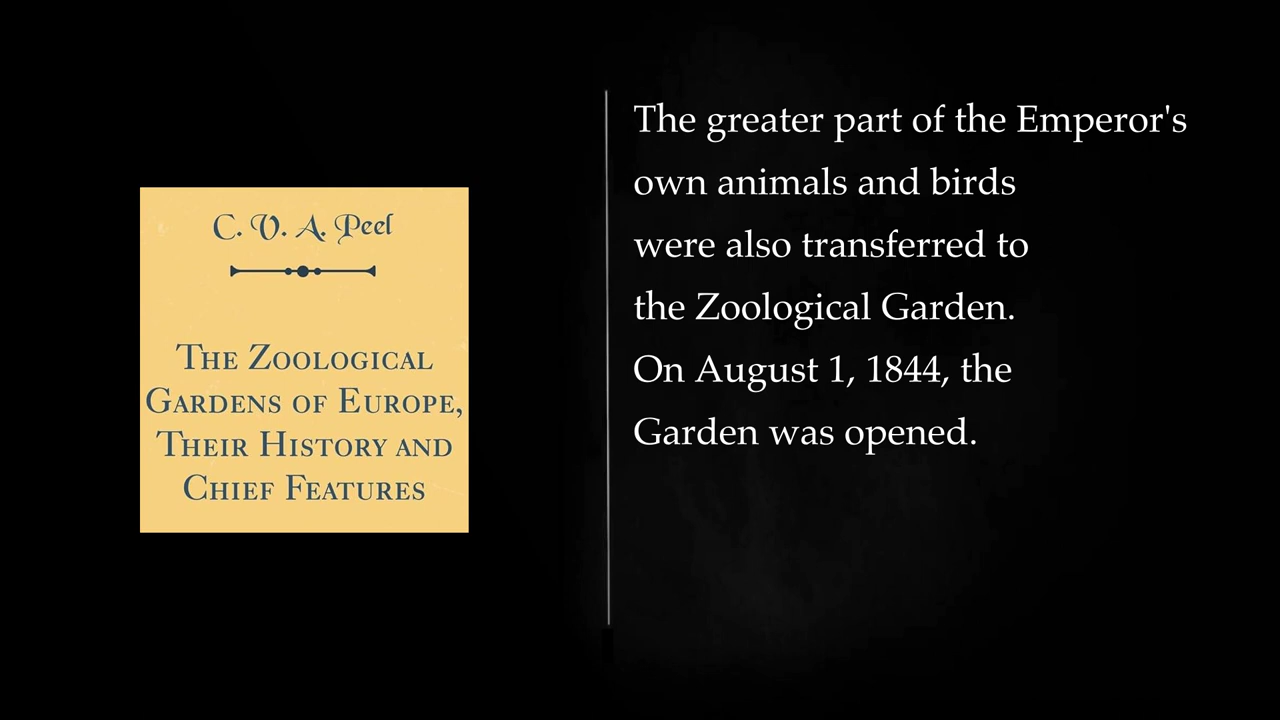 C. V. A. Peel
The Zoological
Gardens of Europe,
Their History and
Chief Features
The greater part of the Emperor's
own animals and birds
were also transferred to
the Zoological Garden.
On August 1, 1844, the
Garden was opened.